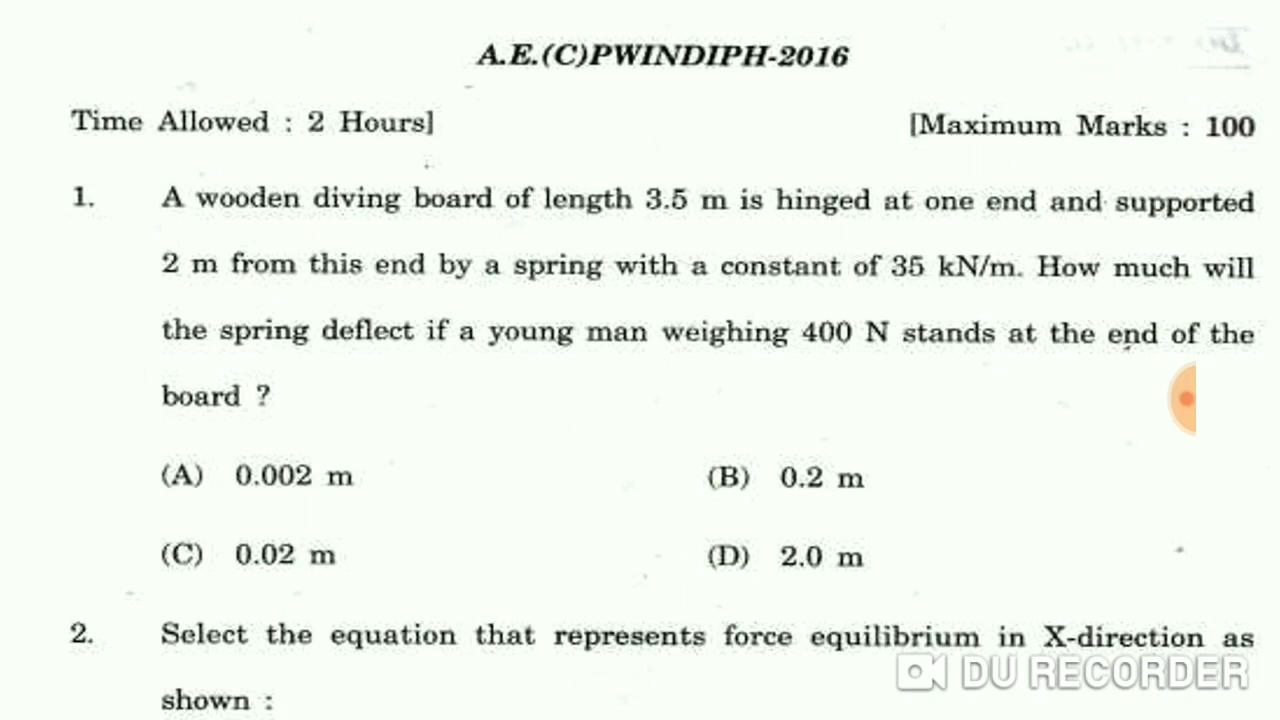 A.E.(C)PWINDIPH-2016
Time Allowed : 2 Hours] [Maximum Marks : 100
1. A wooden diving board of length 3.5 m is hinged at one end and supported
2 m from this end by a spring with a constant of 35 kN/m. How much will
the spring deflect if a young man weighing 400 N stands at the end of the
board ?
(A) 0.002 m (B) 0.2 m
(C) 0.02 m (D) 2.0 m
2. Select the equation that represents force equilibrium in X-direction as
shown :
DU RECORDER